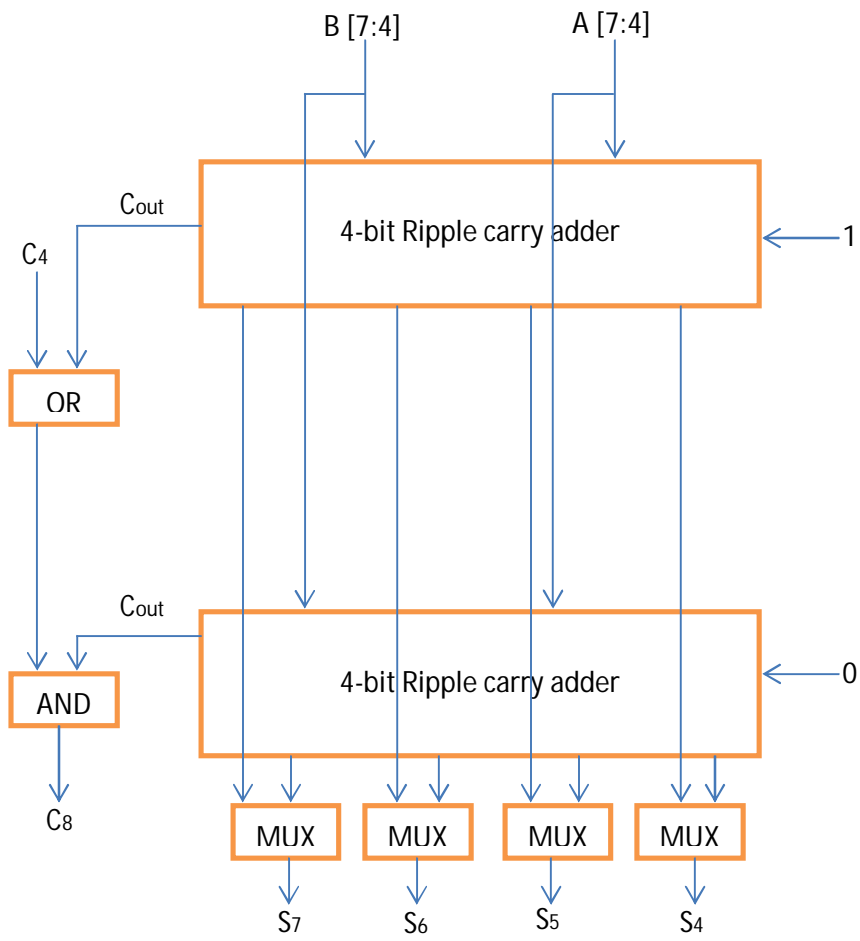 B [7:4]
A [7:4]
Cout
4-bit Ripple carry adder
1
C4
OR
Cout
4-bit Ripple carry adder
0
AND
C8
MUX
MUX
MUX
MUX
S7
S6
S5
S4